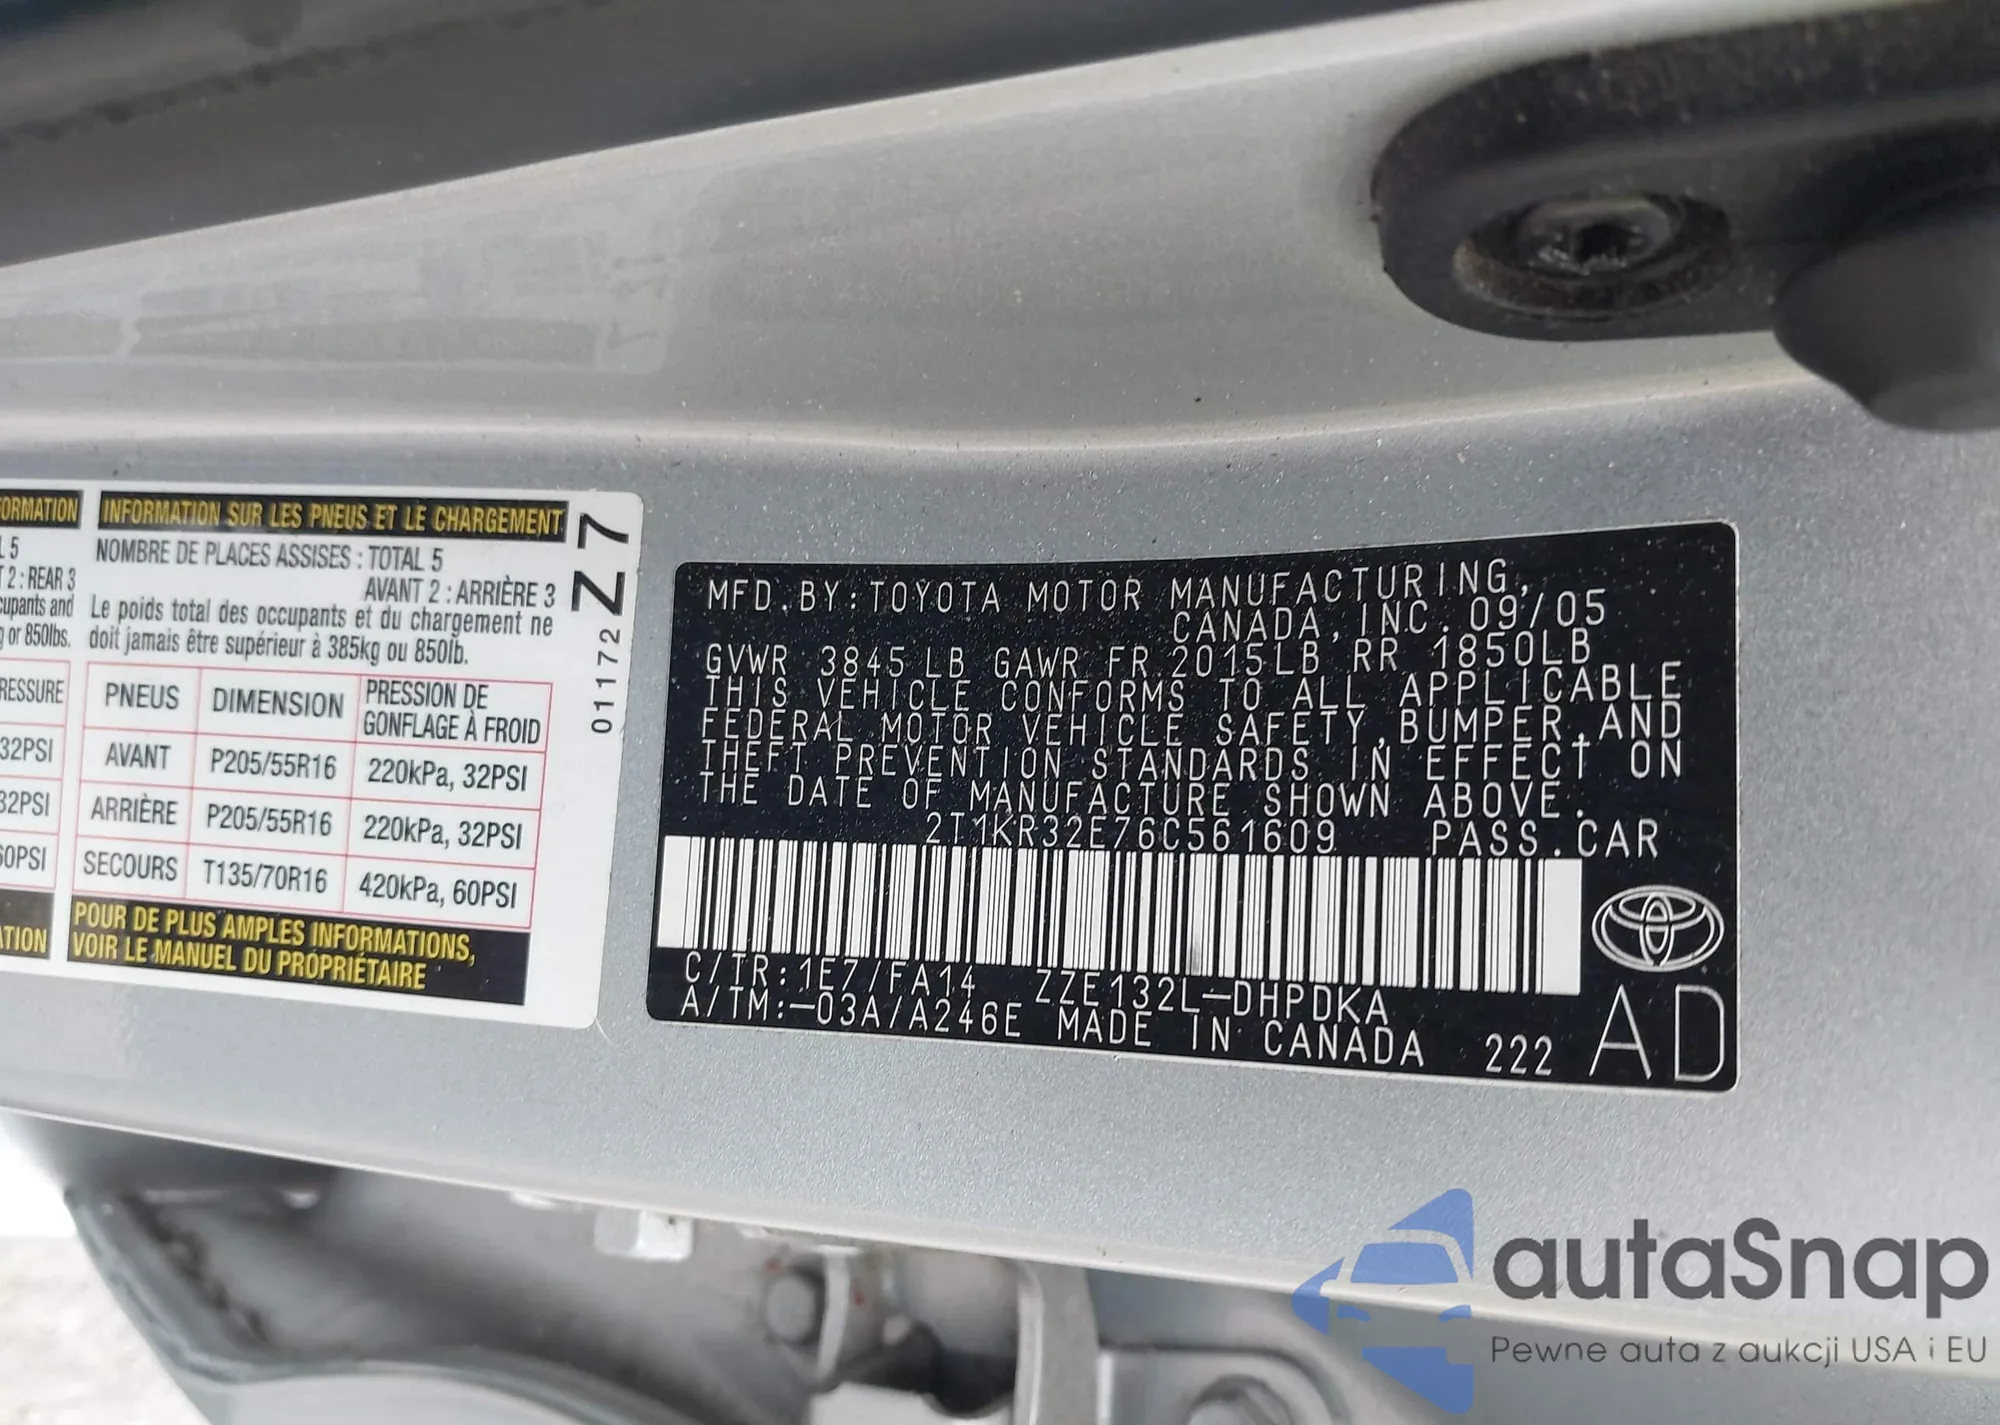 ORMATION
L 5
T 2 : REAR 3
cupants and
g or 850lbs.
RESSURE
32PSI
32PSI
60PSI
ATION
INFORMATION SUR LES PNEUS ET LE CHARGEMENT
NOMBRE DE PLACES ASSISES : TOTAL 5
AVANT 2 : ARRIÈRE 3
Le poids total des occupants et du chargement ne
doit jamais être supérieur à 385kg ou 850lb.
PNEUS DIMENSION PRESSION DE GONFLAGE À FROID
AVANT P205/55R16 220kPa, 32PSI
ARRIÈRE P205/55R16 220kPa, 32PSI
SECOURS T135/70R16 420kPa, 60PSI
POUR DE PLUS AMPLES INFORMATIONS,
VOIR LE MANUEL DU PROPRIÉTAIRE
01172 Z 7
MFD.BY:TOYOTA MOTOR MANUFACTURING,
CANADA, INC. 09/05
GVWR 3845 LB GAWR FR 2015LB RR 1850LB
THIS VEHICLE CONFORMS TO ALL APPLICABLE
FEDERAL MOTOR VEHICLE SAFETY,BUMPER,AND
THEFT PREVENTION STANDARDS IN EFFECT ON
THE DATE OF MANUFACTURE SHOWN ABOVE.
2T1KR32E76C561609 PASS.CAR
C/TR:1E7/FA14 ZZE132L-DHPDKA
A/TM:-03A/A246E MADE IN CANADA 222 AD
autaSnap
Pewne auta z aukcji USA i EU